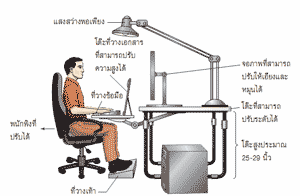 แสงสว่างพอเพียง
โต๊ะที่วางเอกสาร
ที่สามารถปรับ
ความสูงได้
ที่วางข้อมือ
พนักพิงที่
ปรับได้
จอภาพที่สามารถ
ปรับให้เอียงและ
หมุนได้
โต๊ะที่สามารถ
ปรับระดับได้
โต๊ะสูงประมาณ
25-29 นิ้ว
ที่วางเท้า